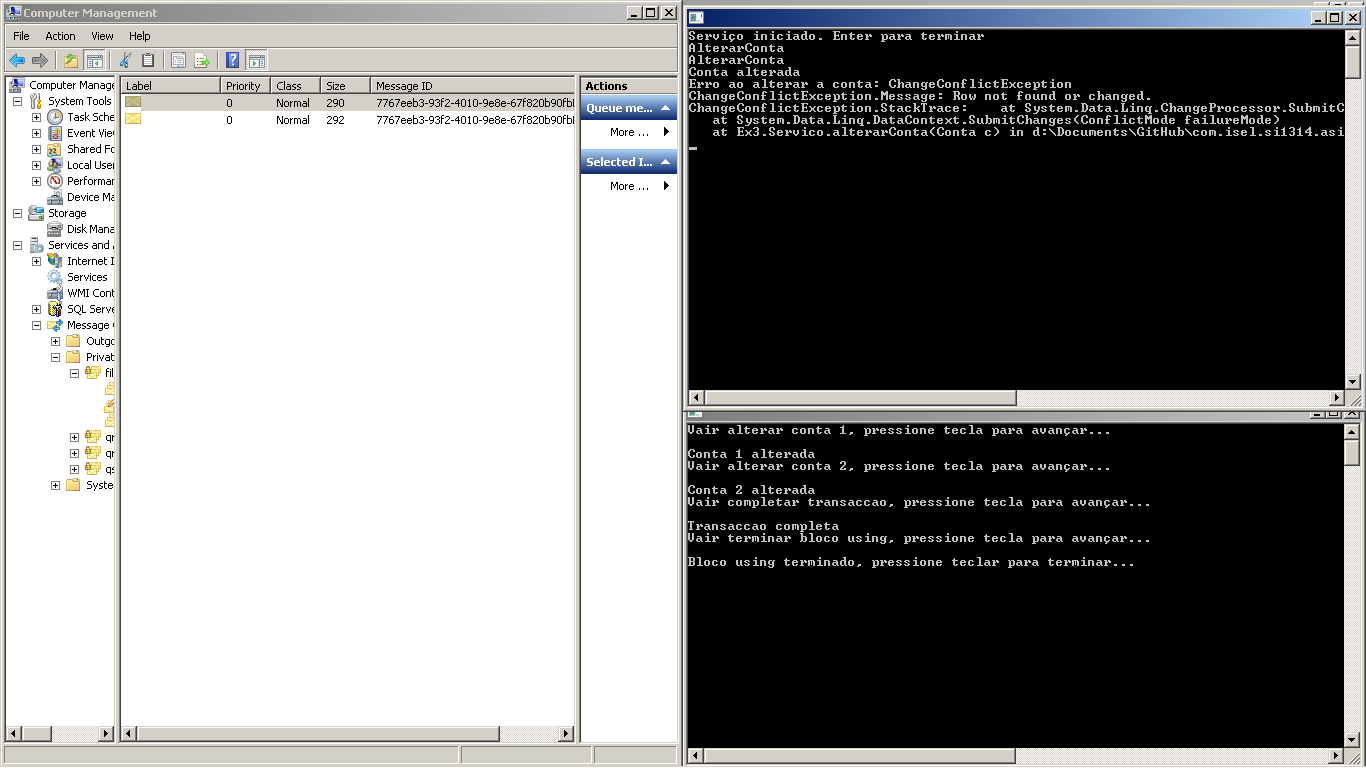 Computer Management
File Action View Help
Computer Manag
System Tools
Task Sche
Event Vie
Shared Fo
Local Use
Performa
Device Ma
Storage
Disk Mana
Services and
Internet I
Services
WMI Cont
SQL Serve
Message
Outgo
Privat
fil
qr
qr
qs
Syste
Label Priority Class Size Message ID
0 Normal 290 7767eeb3-93f2-4010-9e8e-67f820b90fbl
0 Normal 292 7767eeb3-93f2-4010-9e8e-67f820b90fbl
Actions
Queue me...
More ...
Selected I...
More ...
Serviço iniciado. Enter para terminar
AlterarConta
AlterarConta
Conta alterada
Erro ao alterar a conta: ChangeConflictException
ChangeConflictException.Message: Row not found or changed.
ChangeConflictException.StackTrace:    at System.Data.Linq.ChangeProcessor.SubmitC
   at System.Data.Linq.DataContext.SubmitChanges(ConflictMode failureMode)
   at Ex3.Servico.alterarConta(Conta c) in d:\Documents\GitHub\com.isel.si1314.asi
Vair alterar conta 1, pressione tecla para avançar...
Conta 1 alterada
Vair alterar conta 2, pressione tecla para avançar...
Conta 2 alterada
Vair completar transaccao, pressione tecla para avançar...
Transaccao completa
Vair terminar bloco using, pressione tecla para avançar...
Bloco using terminado, pressione teclar para terminar...